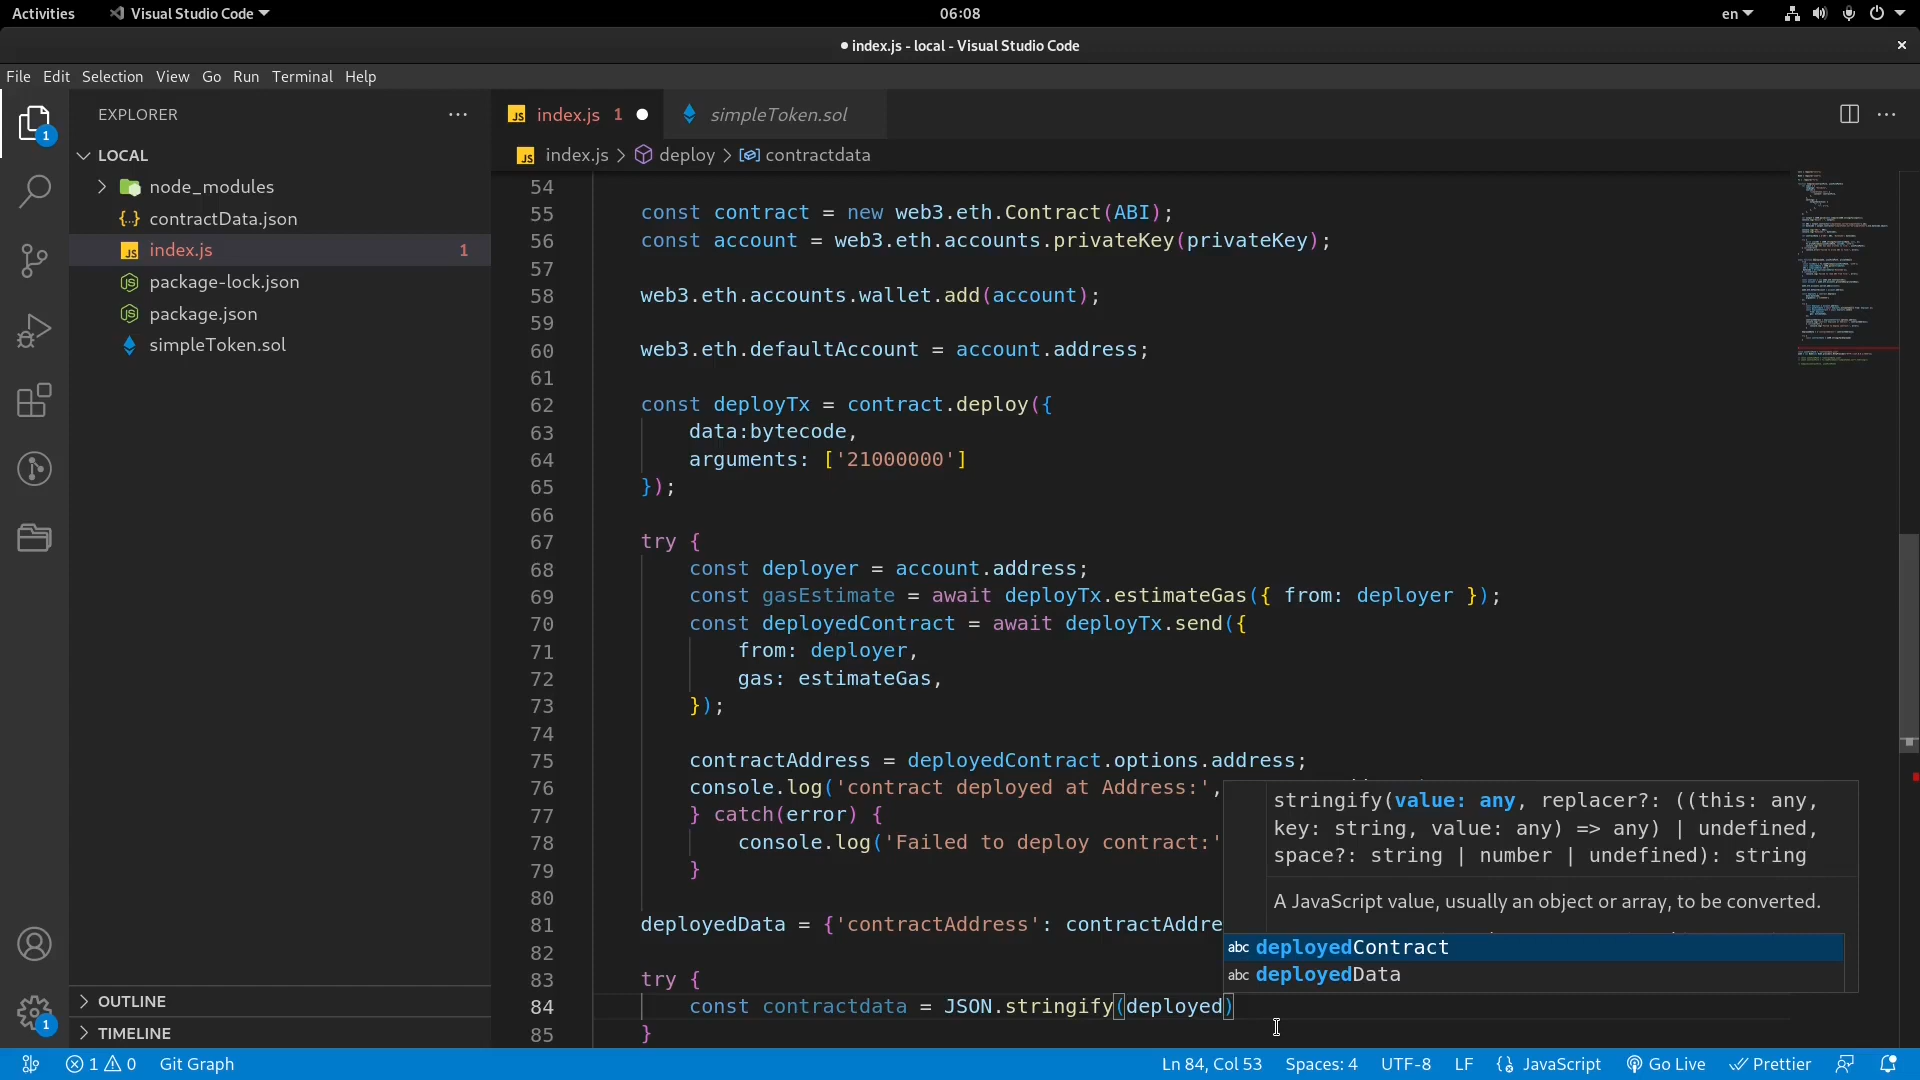 Activities
Visual Studio Code
06:08
en
index.js - local - Visual Studio Code
File Edit Selection View Go Run Terminal Help
EXPLORER
LOCAL
node_modules
contractData.json
index.js 1
package-lock.json
package.json
simpleToken.sol
OUTLINE
TIMELINE
index.js 1
simpleToken.sol
index.js > deploy > contractdata
54
55 const contract = new web3.eth.Contract(ABI);
56 const account = web3.eth.accounts.privateKey(privateKey);
57
58 web3.eth.accounts.wallet.add(account);
59
60 web3.eth.defaultAccount = account.address;
61
62 const deployTx = contract.deploy({
63 data:bytecode,
64 arguments: ['21000000']
65 });
66
67 try {
68 const deployer = account.address;
69 const gasEstimate = await deployTx.estimateGas({ from: deployer });
70 const deployedContract = await deployTx.send({
71 from: deployer,
72 gas: estimateGas,
73 });
74
75 contractAddress = deployedContract.options.address;
76 console.log('contract deployed at Address:',
77 } catch(error) {
78 console.log('Failed to deploy contract:'
79 }
80
81 deployedData = {'contractAddress': contractAddre
82
83 try {
84 const contractdata = JSON.stringify(deployed)
85 }
stringify(value: any, replacer?: ((this: any,
key: string, value: any) => any) | undefined,
space?: string | number | undefined): string
A JavaScript value, usually an object or array, to be converted.
abc deployedContract
abc deployedData
1
1
1 0
Git Graph
Ln 84, Col 53
Spaces: 4
UTF-8
LF
JavaScript
Go Live
Prettier